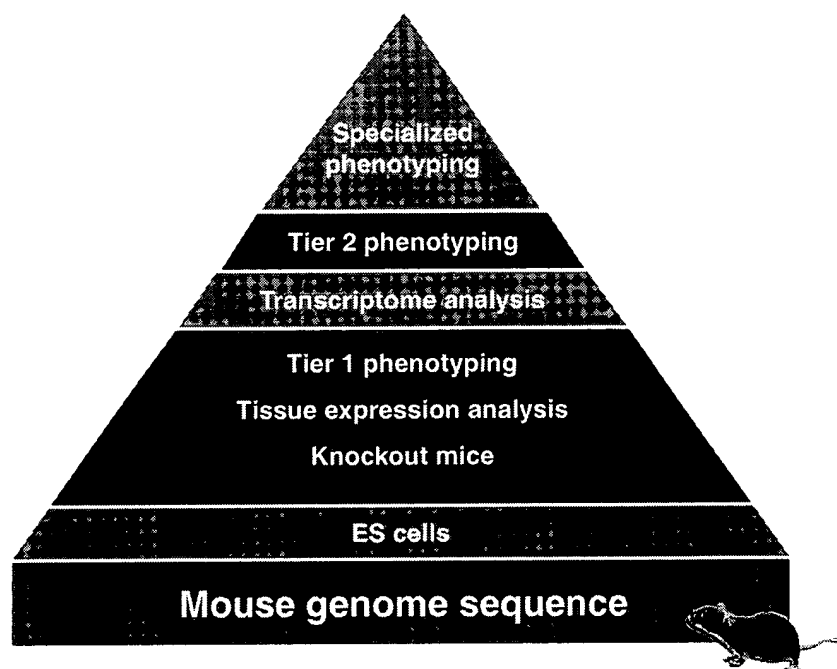 Specialized
phenotyping
Tier 2 phenotyping
Transcriptome analysis
Tier 1 phenotyping
Tissue expression analysis
Knockout mice
ES cells
Mouse genome sequence